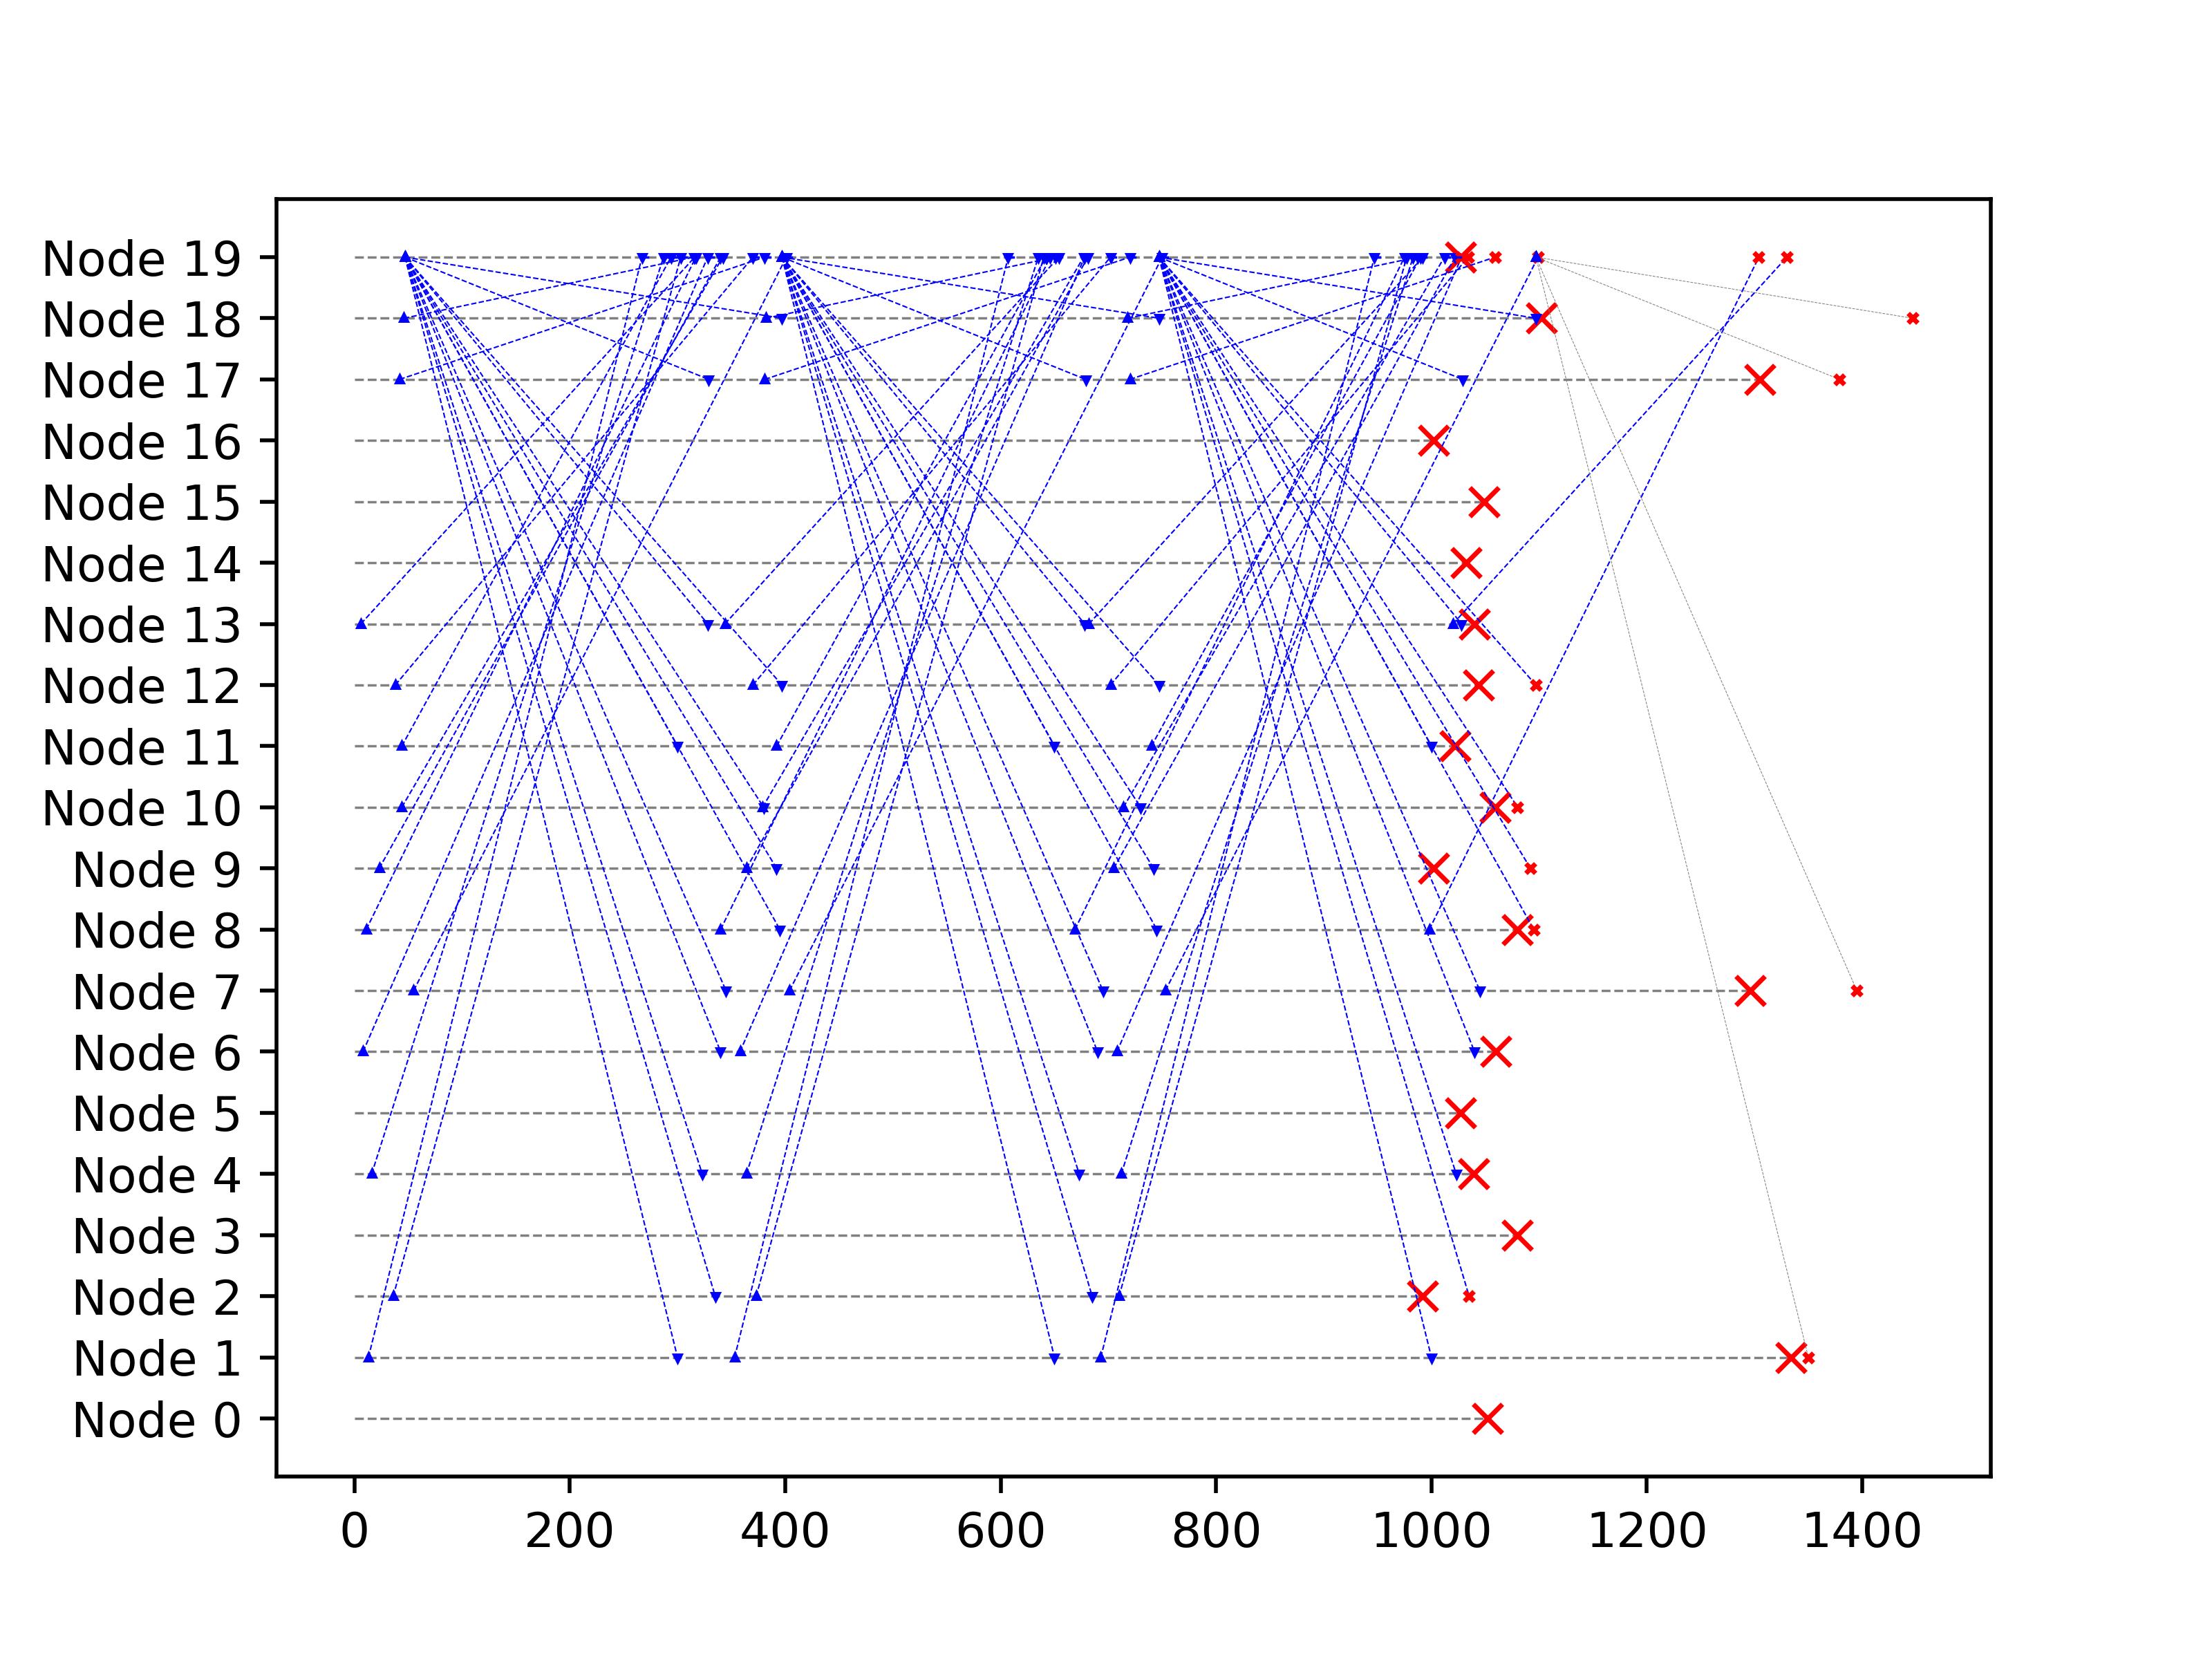 Node 19
Node 18
Node 17
Node 16
Node 15
Node 14
Node 13
Node 12
Node 11
Node 10
Node 9
Node 8
Node 7
Node 6
Node 5
Node 4
Node 3
Node 2
Node 1
Node 0
0 200 400 600 800 1000 1200 1400